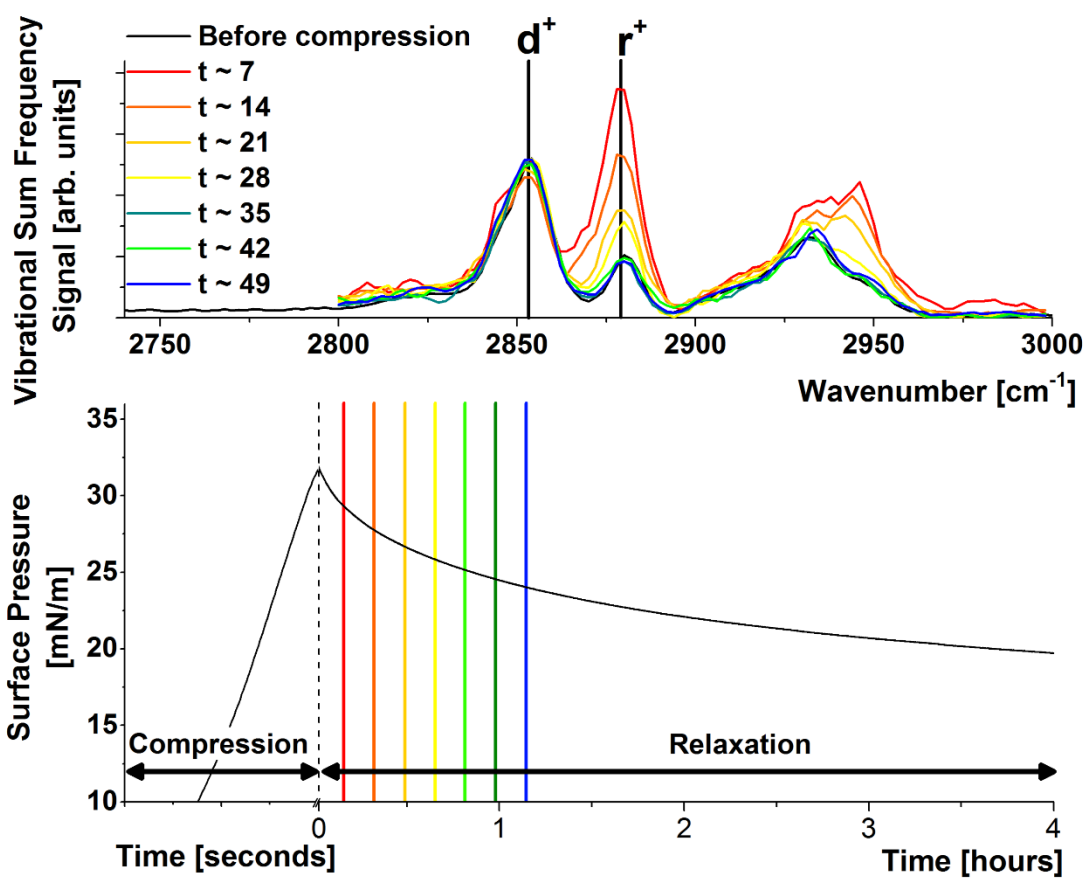 Before compression
t ~ 7
t ~ 14
t ~ 21
t ~ 28
t ~ 35
t ~ 42
t ~ 49
d+
r+
Vibrational Sum Frequency
Signal [arb. units]
2750 2800 2850 2900 2950 3000
Wavenumber [cm-1]
Surface Pressure
[mN/m]
35
30
25
20
15
10
Compression
Relaxation
0 1 2 3 4
Time [seconds]
Time [hours]